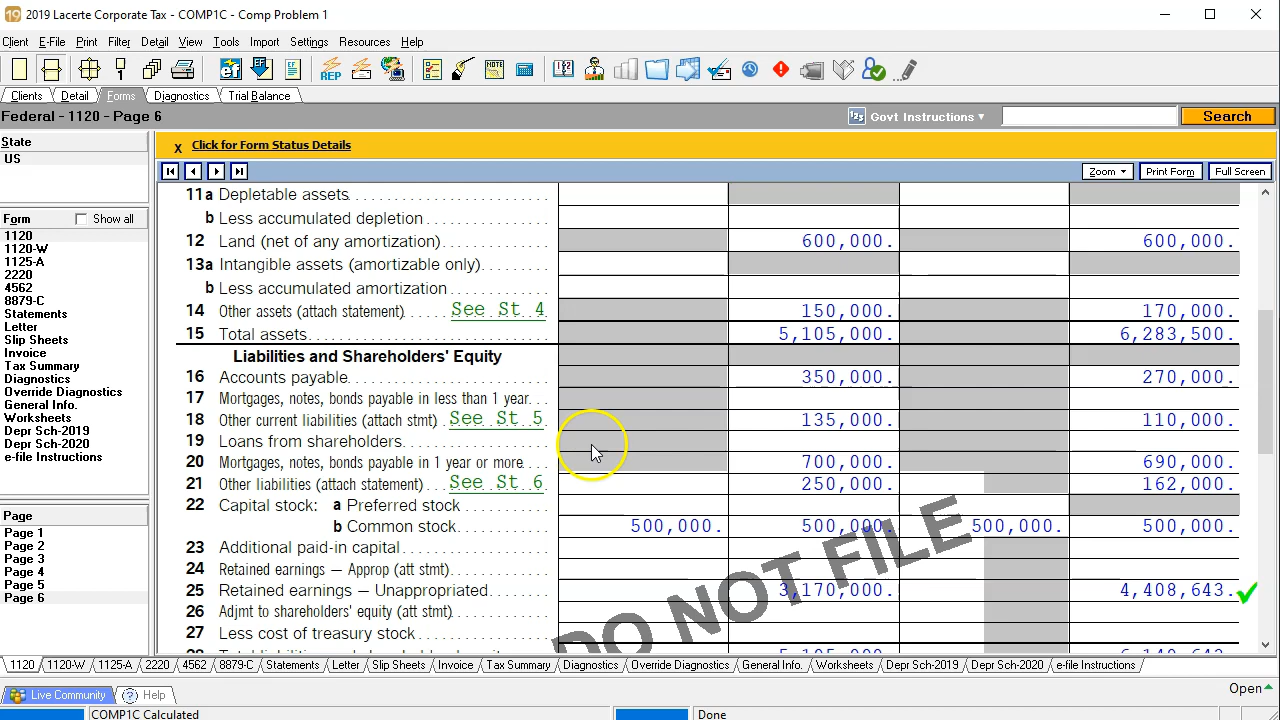 2019 Lacerte Corporate Tax - COMP1C - Comp Problem 1
Client E-File Print Filter Detail View Tools Import Settings Resources Help
Clients Detail Forms Diagnostics Trial Balance
Federal - 1120 - Page 6
Govt Instructions
Search
State
US
x Click for Form Status Details
Zoom
Print Form
Full Screen
Form Show all
1120
1120-W
1125-A
2220
4562
8879-C
Statements
Letter
Slip Sheets
Invoice
Tax Summary
Diagnostics
Override Diagnostics
General Info.
Worksheets
Depr Sch-2019
Depr Sch-2020
e-file Instructions
Page
Page 1
Page 2
Page 3
Page 4
Page 5
Page 6
11a Depletable assets
b Less accumulated depletion
12 Land (net of any amortization) 600,000. 600,000.
13a Intangible assets (amortizable only)
b Less accumulated amortization
14 Other assets (attach statement) See St 4 150,000. 170,000.
15 Total assets 5,105,000. 6,283,500.
Liabilities and Shareholders' Equity
16 Accounts payable 350,000. 270,000.
17 Mortgages, notes, bonds payable in less than 1 year
18 Other current liabilities (attach stmt) See St 5 135,000. 110,000.
19 Loans from shareholders
20 Mortgages, notes, bonds payable in 1 year or more 700,000. 690,000.
21 Other liabilities (attach statement) See St 6 250,000. 162,000.
22 Capital stock: a Preferred stock
b Common stock 500,000. 500,000. 500,000. 500,000.
23 Additional paid-in capital
24 Retained earnings — Approp (att stmt)
25 Retained earnings — Unappropriated 3,170,000. 4,408,643.
26 Adjmt to shareholders' equity (att stmt)
27 Less cost of treasury stock
DO NOT FILE
1120 1120-W 1125-A 2220 4562 8879-C Statements Letter Slip Sheets Invoice Tax Summary Diagnostics Override Diagnostics General Info. Worksheets Depr Sch-2019 Depr Sch-2020 e-file Instructions
Live Community Help
Open
COMP1C Calculated Done